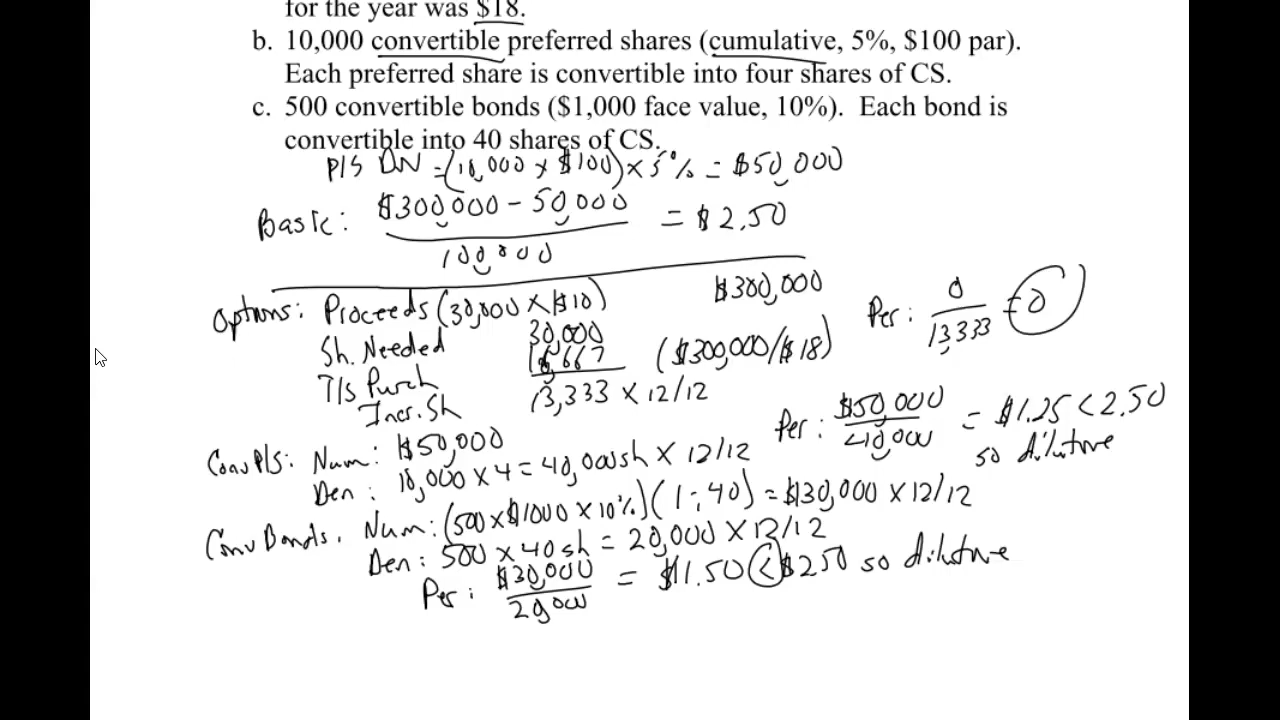 for the year was $18.
b. 10,000 convertible preferred shares (cumulative, 5%, $100 par).
Each preferred share is convertible into four shares of CS.
c. 500 convertible bonds ($1,000 face value, 10%). Each bond is
convertible into 40 shares of CS.
P/S DIV = (10,000 x $100) x 5% = $50,000
Basic: $300,000 - 50,000 = $2.50
100,000
Options: Proceeds (30,000 x $10) $300,000
Sh. Needed 30,000
T/S Purch 16,667 ($300,000/$18)
Incr. Sh 13,333 x 12/12
Per: 0 = 0
13,333
Conv P/S: Num: $50,000
Den: 10,000 x 4 = 40,000 sh x 12/12
Per: $50,000 = $1.25 < 2.50
40,000 so dilutive
Conv Bonds: Num: (500 x $1000 x 10%) (1-.40) = $30,000 x 12/12
Den: 500 x 40 sh = 20,000 x 12/12
Per: $30,000 = $1.50 < $2.50 so dilutive
20,000